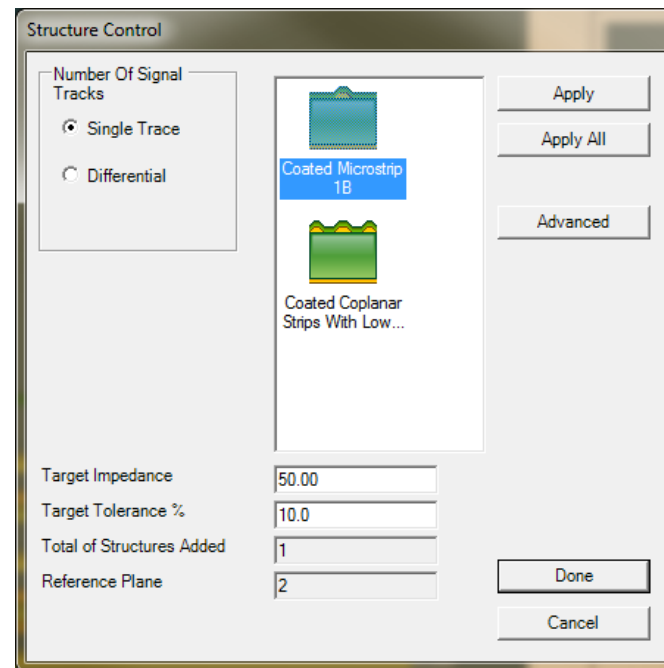 Structure Control
Number Of Signal
Tracks
Single Trace
Differential
Coated Microstrip
1B
Coated Coplanar
Strips With Low...
Apply
Apply All
Advanced
Target Impedance
50.00
Target Tolerance %
10.0
Total of Structures Added
1
Reference Plane
2
Done
Cancel